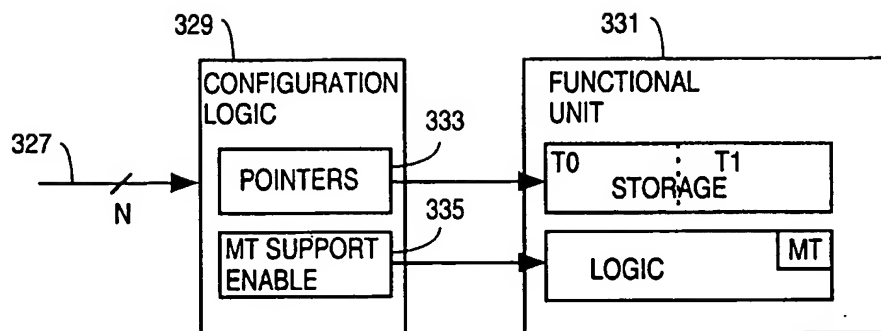 329
331
CONFIGURATION
LOGIC
FUNCTIONAL
UNIT
327
N
333
POINTERS
T0
T1
STORAGE
335
MT SUPPORT
ENABLE
MT
LOGIC